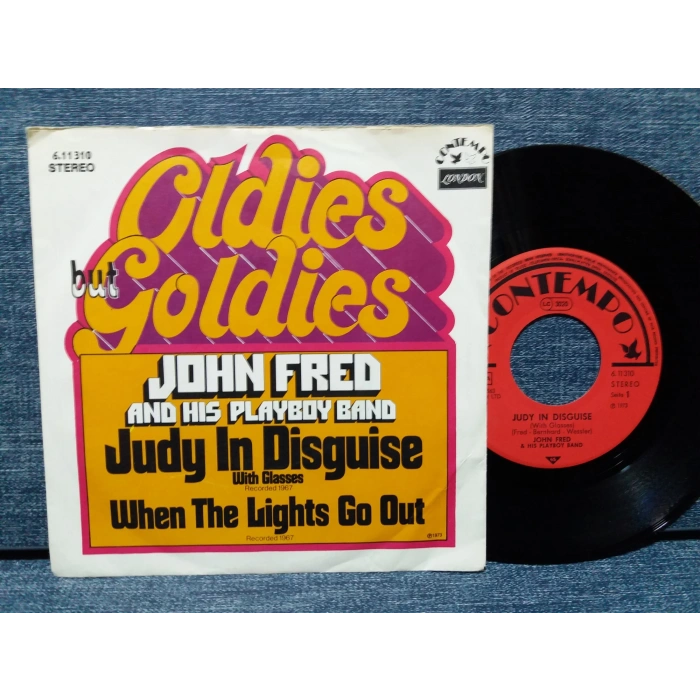 6.11310
STEREO
CONTEMPO
LONDON
Oldies
but Goldies
JOHN FRED
AND HIS PLAYBOY BAND
Judy In Disguise
With Glasses
Recorded 1967
When The Lights Go Out
Recorded 1967
CONTEMPO
LC
6.11310
STEREO
Seite 1
JUDY IN DISGUISE
(With Glasses)
(Fred - Bernhard - Wessler)
JOHN FRED
& HIS PLAYBOY BAND